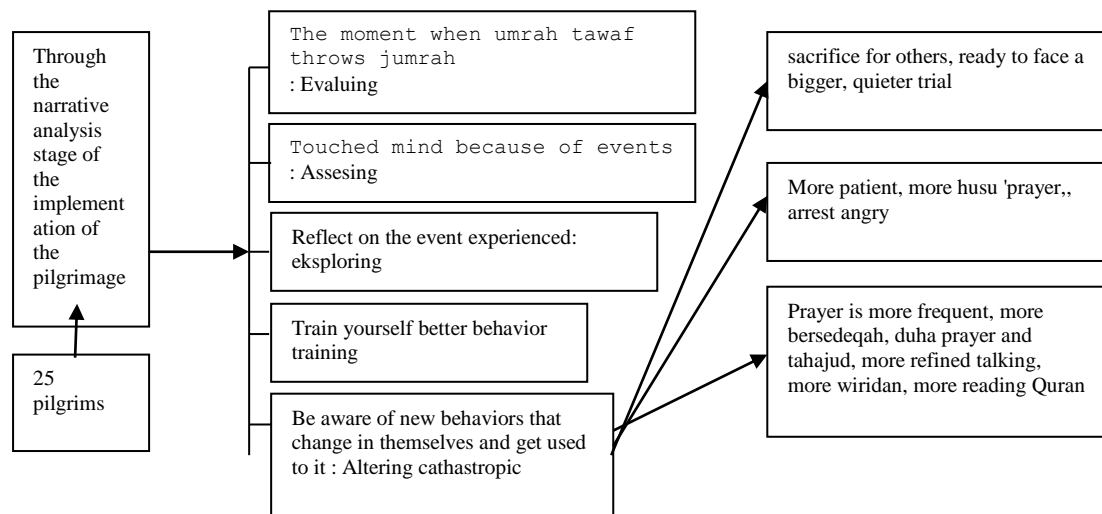 Through
the
narrative
analysis
stage of
the
implement
ation of
the
pilgrimage
25
pilgrims
The moment when umrah tawaf
throws jumrah
: Evaluing
Touched mind because of events
: Assesing
Reflect on the event experienced:
eksploring
Train yourself better behavior
training
Be aware of new behaviors that
change in themselves and get used
to it : Altering cathastropic
sacrifice for others, ready to face a
bigger, quieter trial
More patient, more husu 'prayer,,
arrest angry
Prayer is more frequent, more
bersedeqah, duha prayer and
tahajud, more refined talking,
more wiridan, more reading Quran